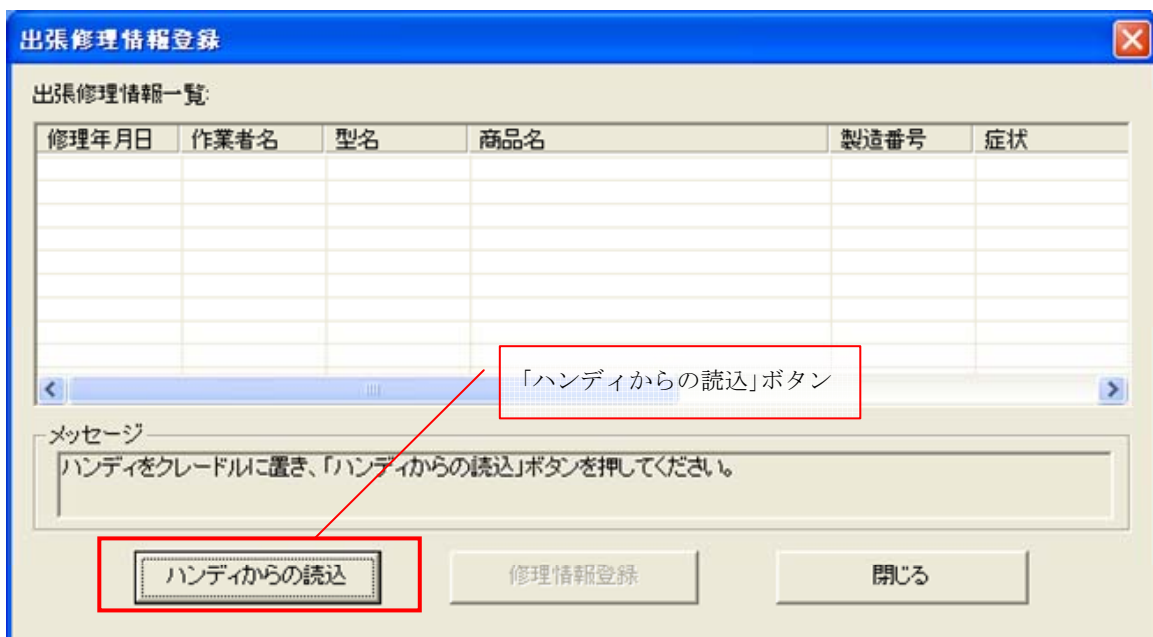 出張修理情報登録
出張修理情報一覧:
修理年月日 作業者名 型名 商品名 製造番号 症状
「ハンディからの読込」ボタン
メッセージ
ハンディをクレードルに置き、「ハンディからの読込」ボタンを押してください。
ハンディからの読込 修理情報登録 閉じる